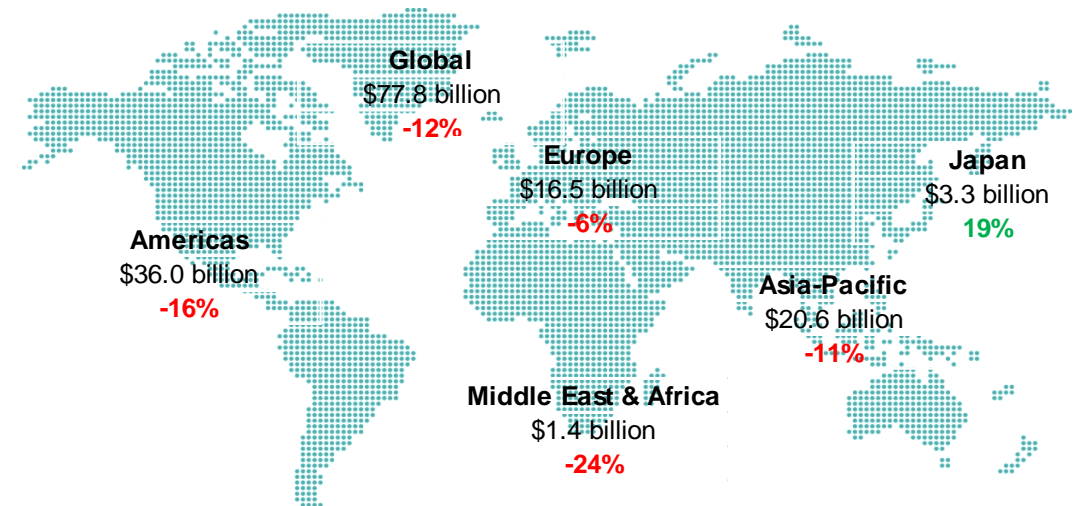 Global
$77.8 billion
-12%
Europe
$16.5 billion
-6%
Japan
$3.3 billion
19%
Americas
$36.0 billion
-16%
Asia-Pacific
$20.6 billion
-11%
Middle East & Africa
$1.4 billion
-24%